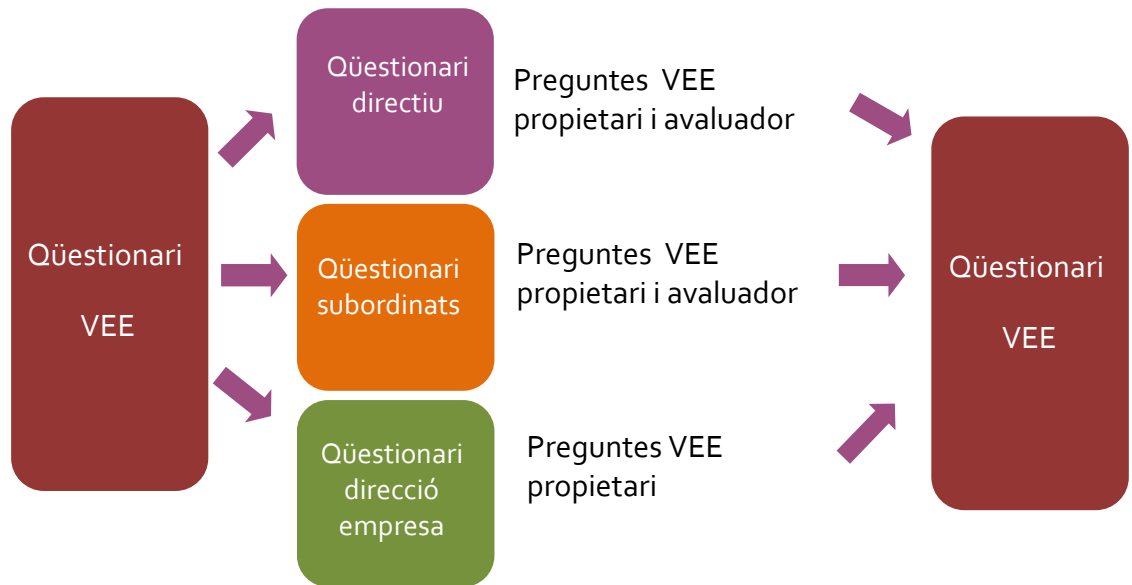 Qüestionari
VEE
Qüestionari
directiu
Preguntes VEE
propietari i avaluador
Qüestionari
subordinats
Preguntes VEE
propietari i avaluador
Qüestionari
direcció
empresa
Preguntes VEE
propietari
Qüestionari
VEE